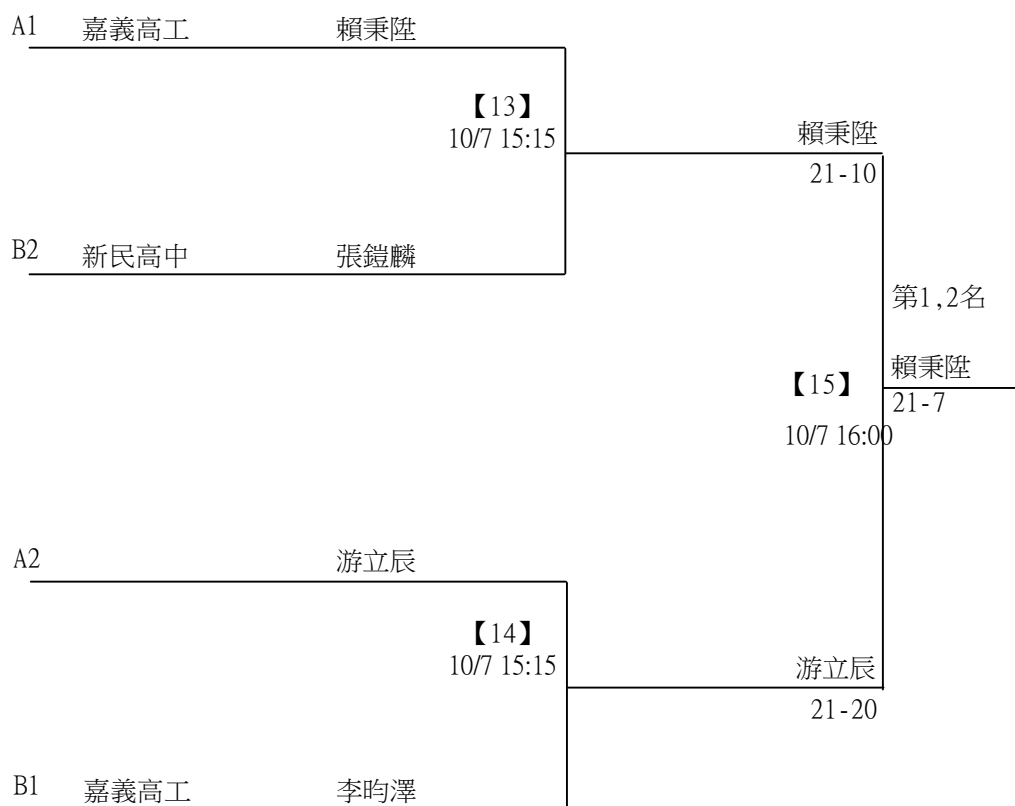 A1 嘉義高工 賴秉陞
【13】
10/7 15:15
賴秉陞
21-10
B2 新民高中 張鎧麟
第1,2名
賴秉陞
【15】
21-7
10/7 16:00
A2 游立辰
【14】
10/7 15:15
游立辰
21-20
B1 嘉義高工 李昀澤